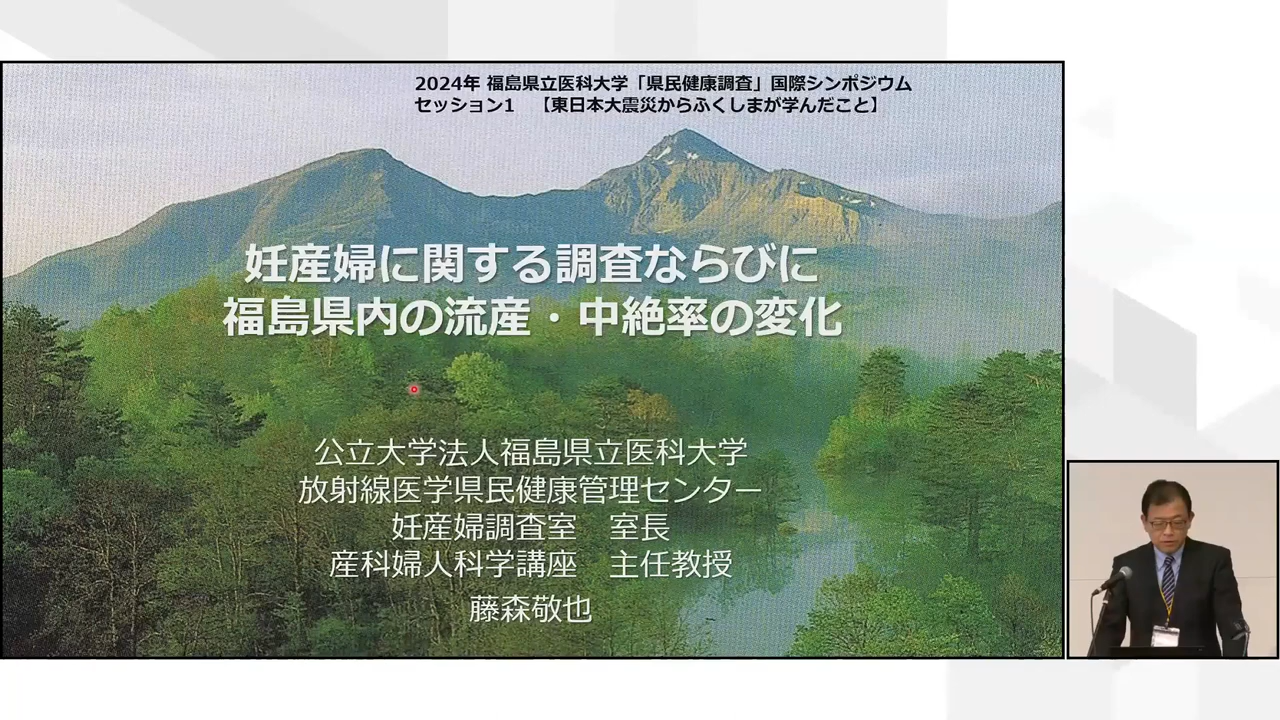 2024年 福島県立医科大学「県民健康調査」国際シンポジウム
セッション1　【東日本大震災からふくしまが学んだこと】
妊産婦に関する調査ならびに
福島県内の流産・中絶率の変化
公立大学法人福島県立医科大学
放射線医学県民健康管理センター
妊産婦調査室　室長
産科婦人科学講座　主任教授
藤森敬也